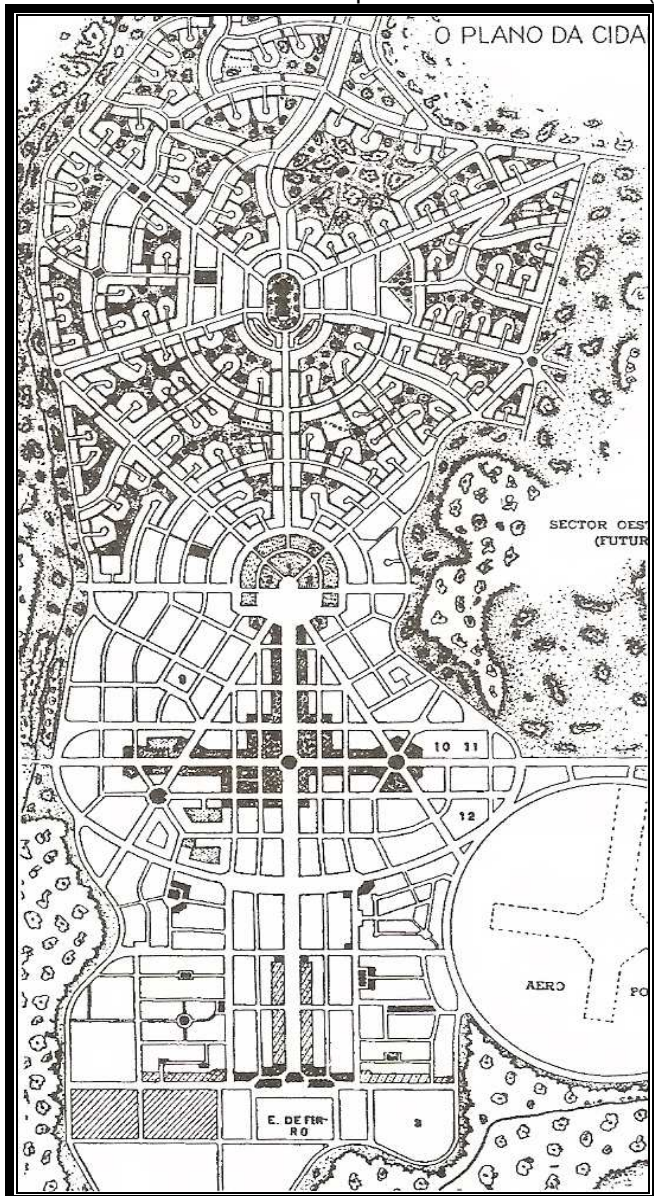 O PLANO DA CIDA
SECTOR OEST
(FUTUR
10 11
12
AERO PO
E. DE FER-
RO
3